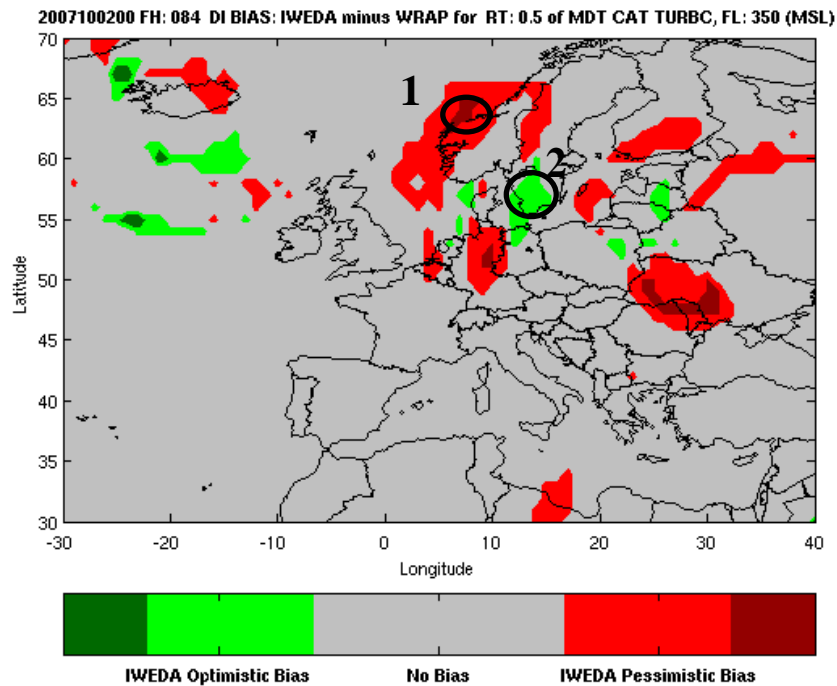 2007100200 FH: 084 DI BIAS: IWEDA minus WRAP for RT: 0.5 of MDT CAT TURBC, FL: 350 (MSL)
70
65
60
55
50
45
40
35
30
Latitude
1
2
-30 -20 -10 0 10 20 30 40
Longitude
IWEDA Optimistic Bias No Bias IWEDA Pessimistic Bias